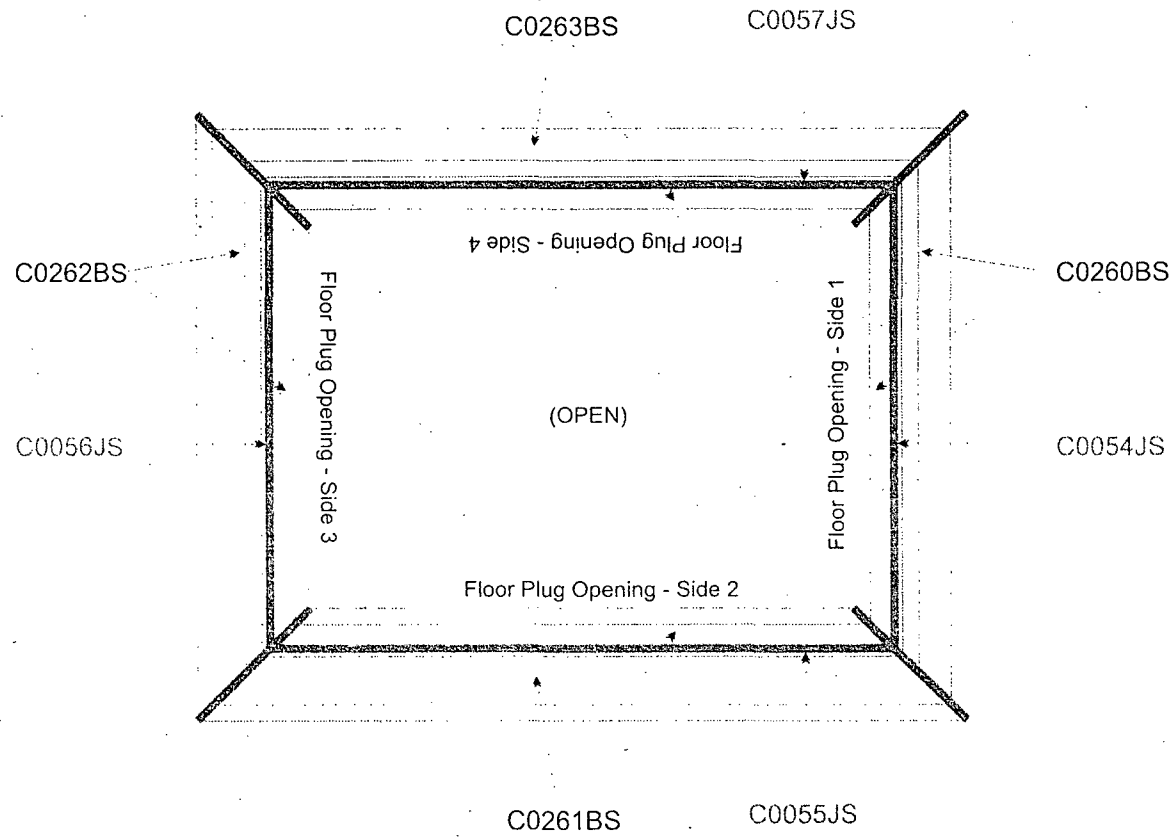 C0263BS
C0057JS
Floor Plug Opening - Side 4
C0262BS
C0260BS
Floor Plug Opening - Side 3
Floor Plug Opening - Side 1
(OPEN)
C0056JS
C0054JS
Floor Plug Opening - Side 2
C0261BS
C0055JS